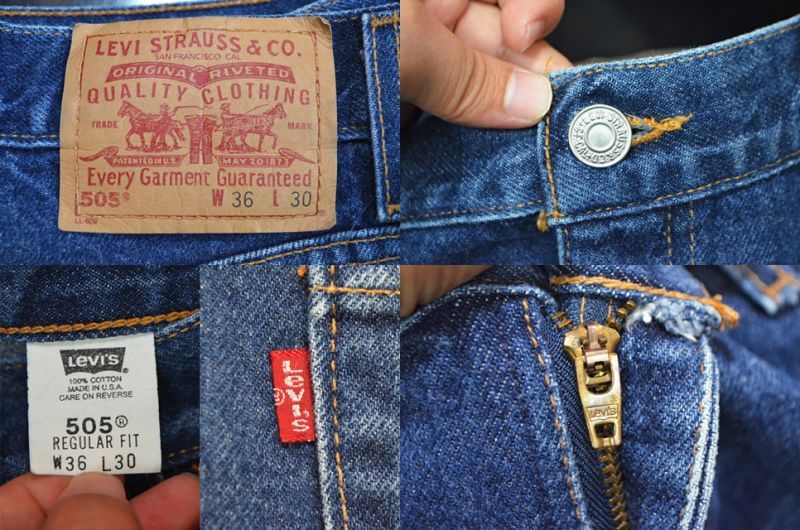 LEVI STRAUSS & CO.
SAN FRANCISCO CAL
ORIGINAL RIVETED
QUALITY CLOTHING
TRADE MARK
PATENTED IN U.S. MAY 20 1873
Every Garment Guaranteed
505® W 36 L 30
®
LEVI STRAUSS & CO
LEVI'S
100% COTTON
MADE IN U.S.A.
CARE ON REVERSE
505®
REGULAR FIT
W36 L30
LeVI'S
®
LEVI'S